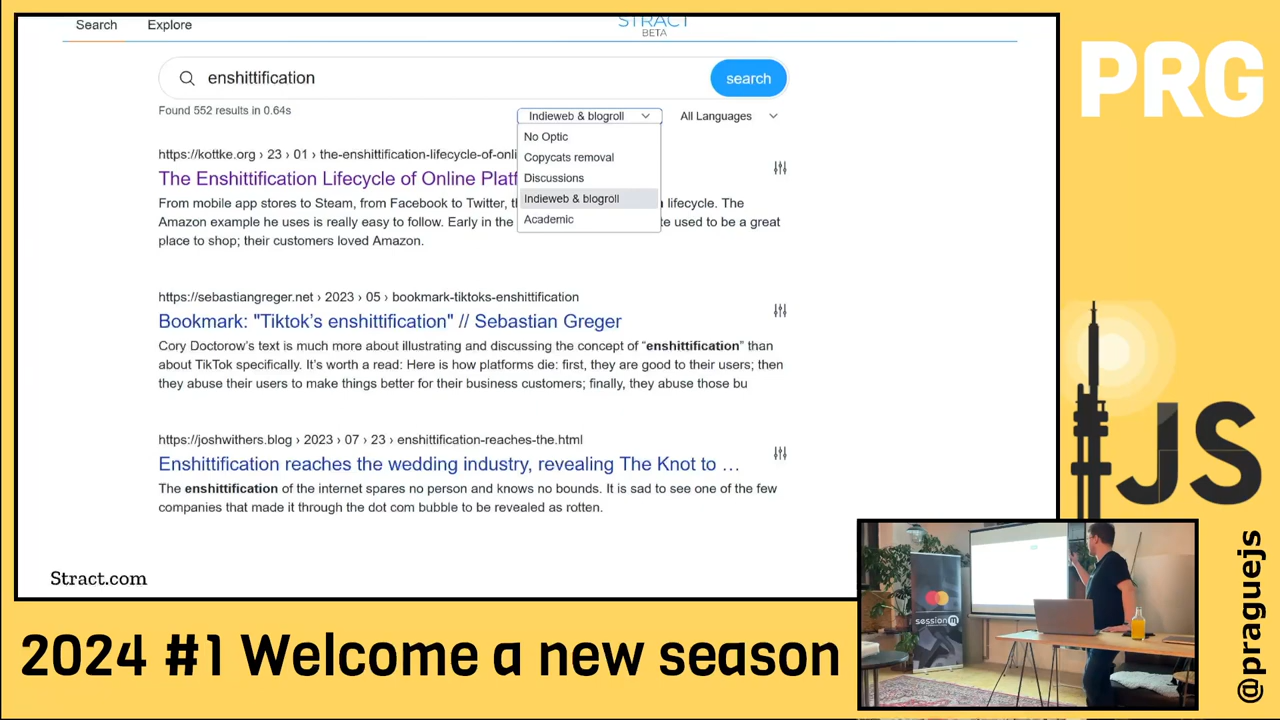 Search Explore
STRACT
BETA
enshittification
search
Found 552 results in 0.64s
Indieweb & blogroll
All Languages
No Optic
Copycats removal
Discussions
Indieweb & blogroll
Academic
https://kottke.org › 23 › 01 › the-enshittification-lifecycle-of-onli
The Enshittification Lifecycle of Online Platf
From mobile app stores to Steam, from Facebook to Twitter, t lifecycle. The
Amazon example he uses is really easy to follow. Early in the te used to be a great
place to shop; their customers loved Amazon.
https://sebastiangreger.net › 2023 › 05 › bookmark-tiktoks-enshittification
Bookmark: "Tiktok’s enshittification" // Sebastian Greger
Cory Doctorow’s text is much more about illustrating and discussing the concept of “enshittification” than
about TikTok specifically. It’s worth a read: Here is how platforms die: first, they are good to their users; then
they abuse their users to make things better for their business customers; finally, they abuse those bu
https://joshwithers.blog › 2023 › 07 › 23 › enshittification-reaches-the.html
Enshittification reaches the wedding industry, revealing The Knot to …
The enshittification of the internet spares no person and knows no bounds. It is sad to see one of the few
companies that made it through the dot com bubble to be revealed as rotten.
Stract.com
PRG
JS
@praguejs
session m
2024 #1 Welcome a new season